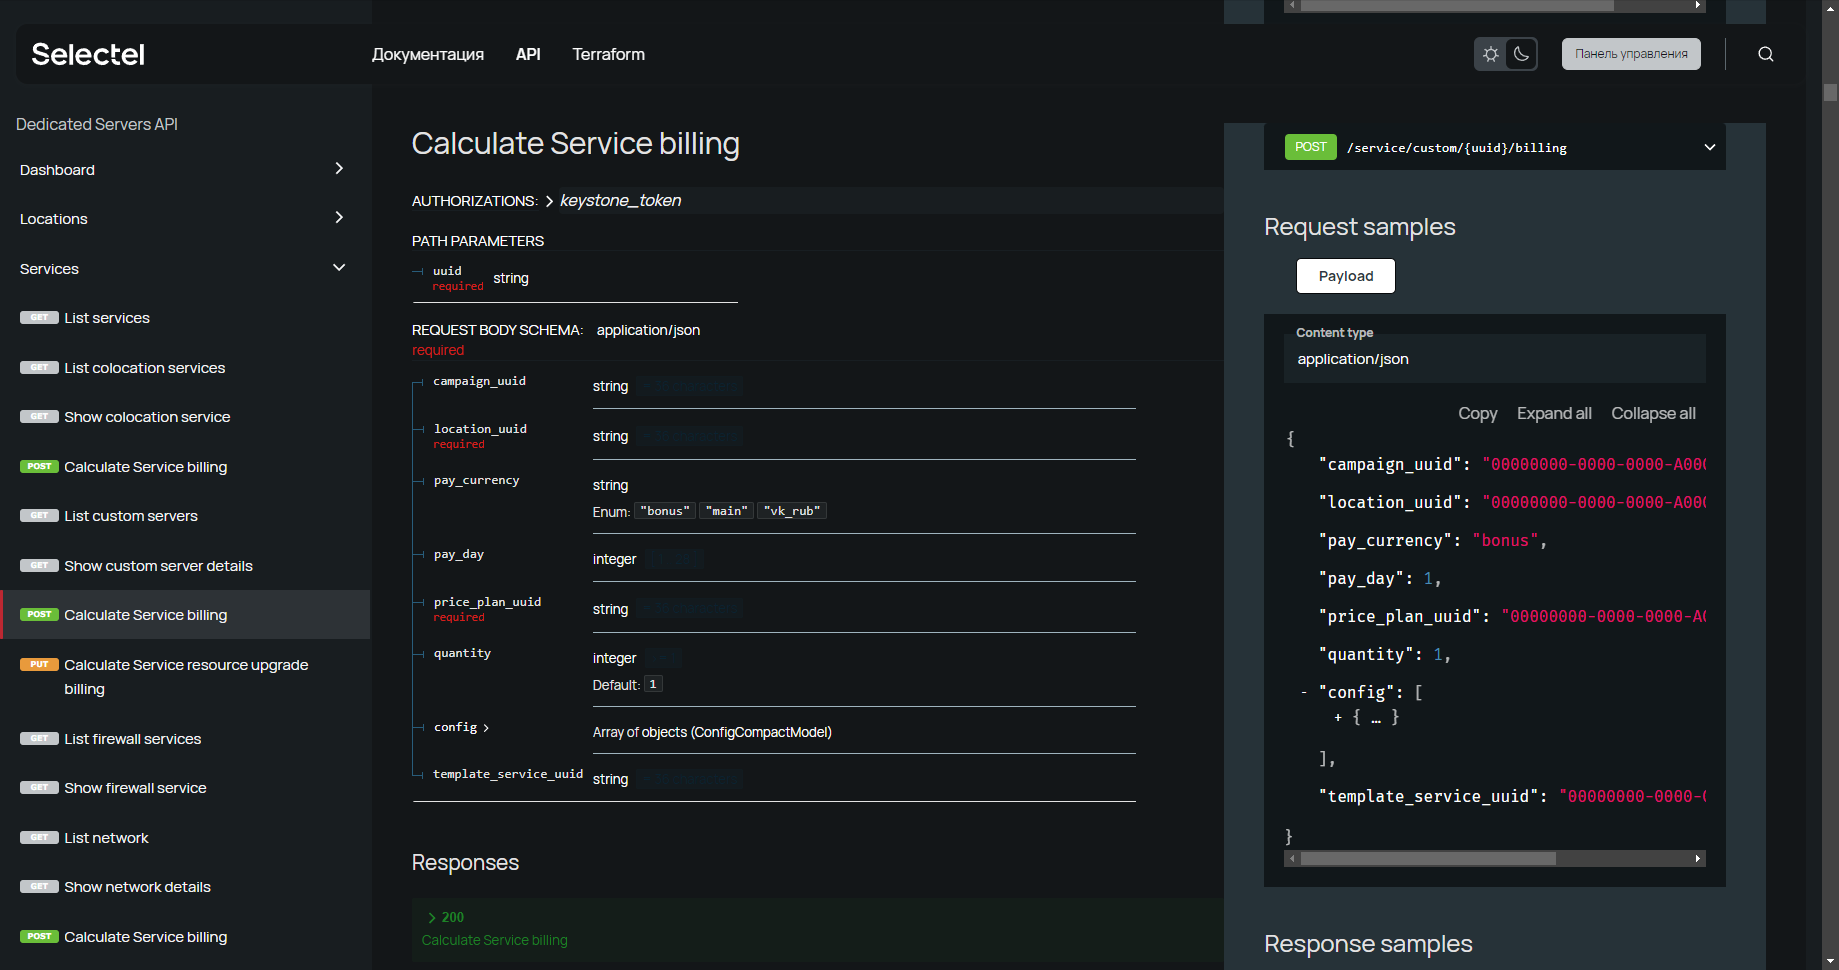 Selectel
Документация
API
Terraform
Панель управления
Dedicated Servers API
Dashboard
Locations
Services
GET List services
GET List colocation services
GET Show colocation service
POST Calculate Service billing
GET List custom servers
GET Show custom server details
POST Calculate Service billing
PUT Calculate Service resource upgrade
billing
GET List firewall services
GET Show firewall service
GET List network
GET Show network details
POST Calculate Service billing
Calculate Service billing
AUTHORIZATIONS: keystone_token
PATH PARAMETERS
uuid
required
string
REQUEST BODY SCHEMA: application/json
required
campaign_uuid
string
location_uuid
required
string
pay_currency
string
Enum: "bonus" "main" "vk_rub"
pay_day
integer
price_plan_uuid
required
string
quantity
integer
Default: 1
config >
Array of objects (ConfigCompactModel)
template_service_uuid
string
Responses
200
Calculate Service billing
POST /service/custom/{uuid}/billing
Request samples
Payload
Content type
application/json
Copy Expand all Collapse all
{
"campaign_uuid": "00000000-0000-0000-A000
"location_uuid": "00000000-0000-0000-A000
"pay_currency": "bonus",
"pay_day": 1,
"price_plan_uuid": "00000000-0000-0000-A0
"quantity": 1,
- "config": [
+ { … }
],
"template_service_uuid": "00000000-0000-0
}
Response samples